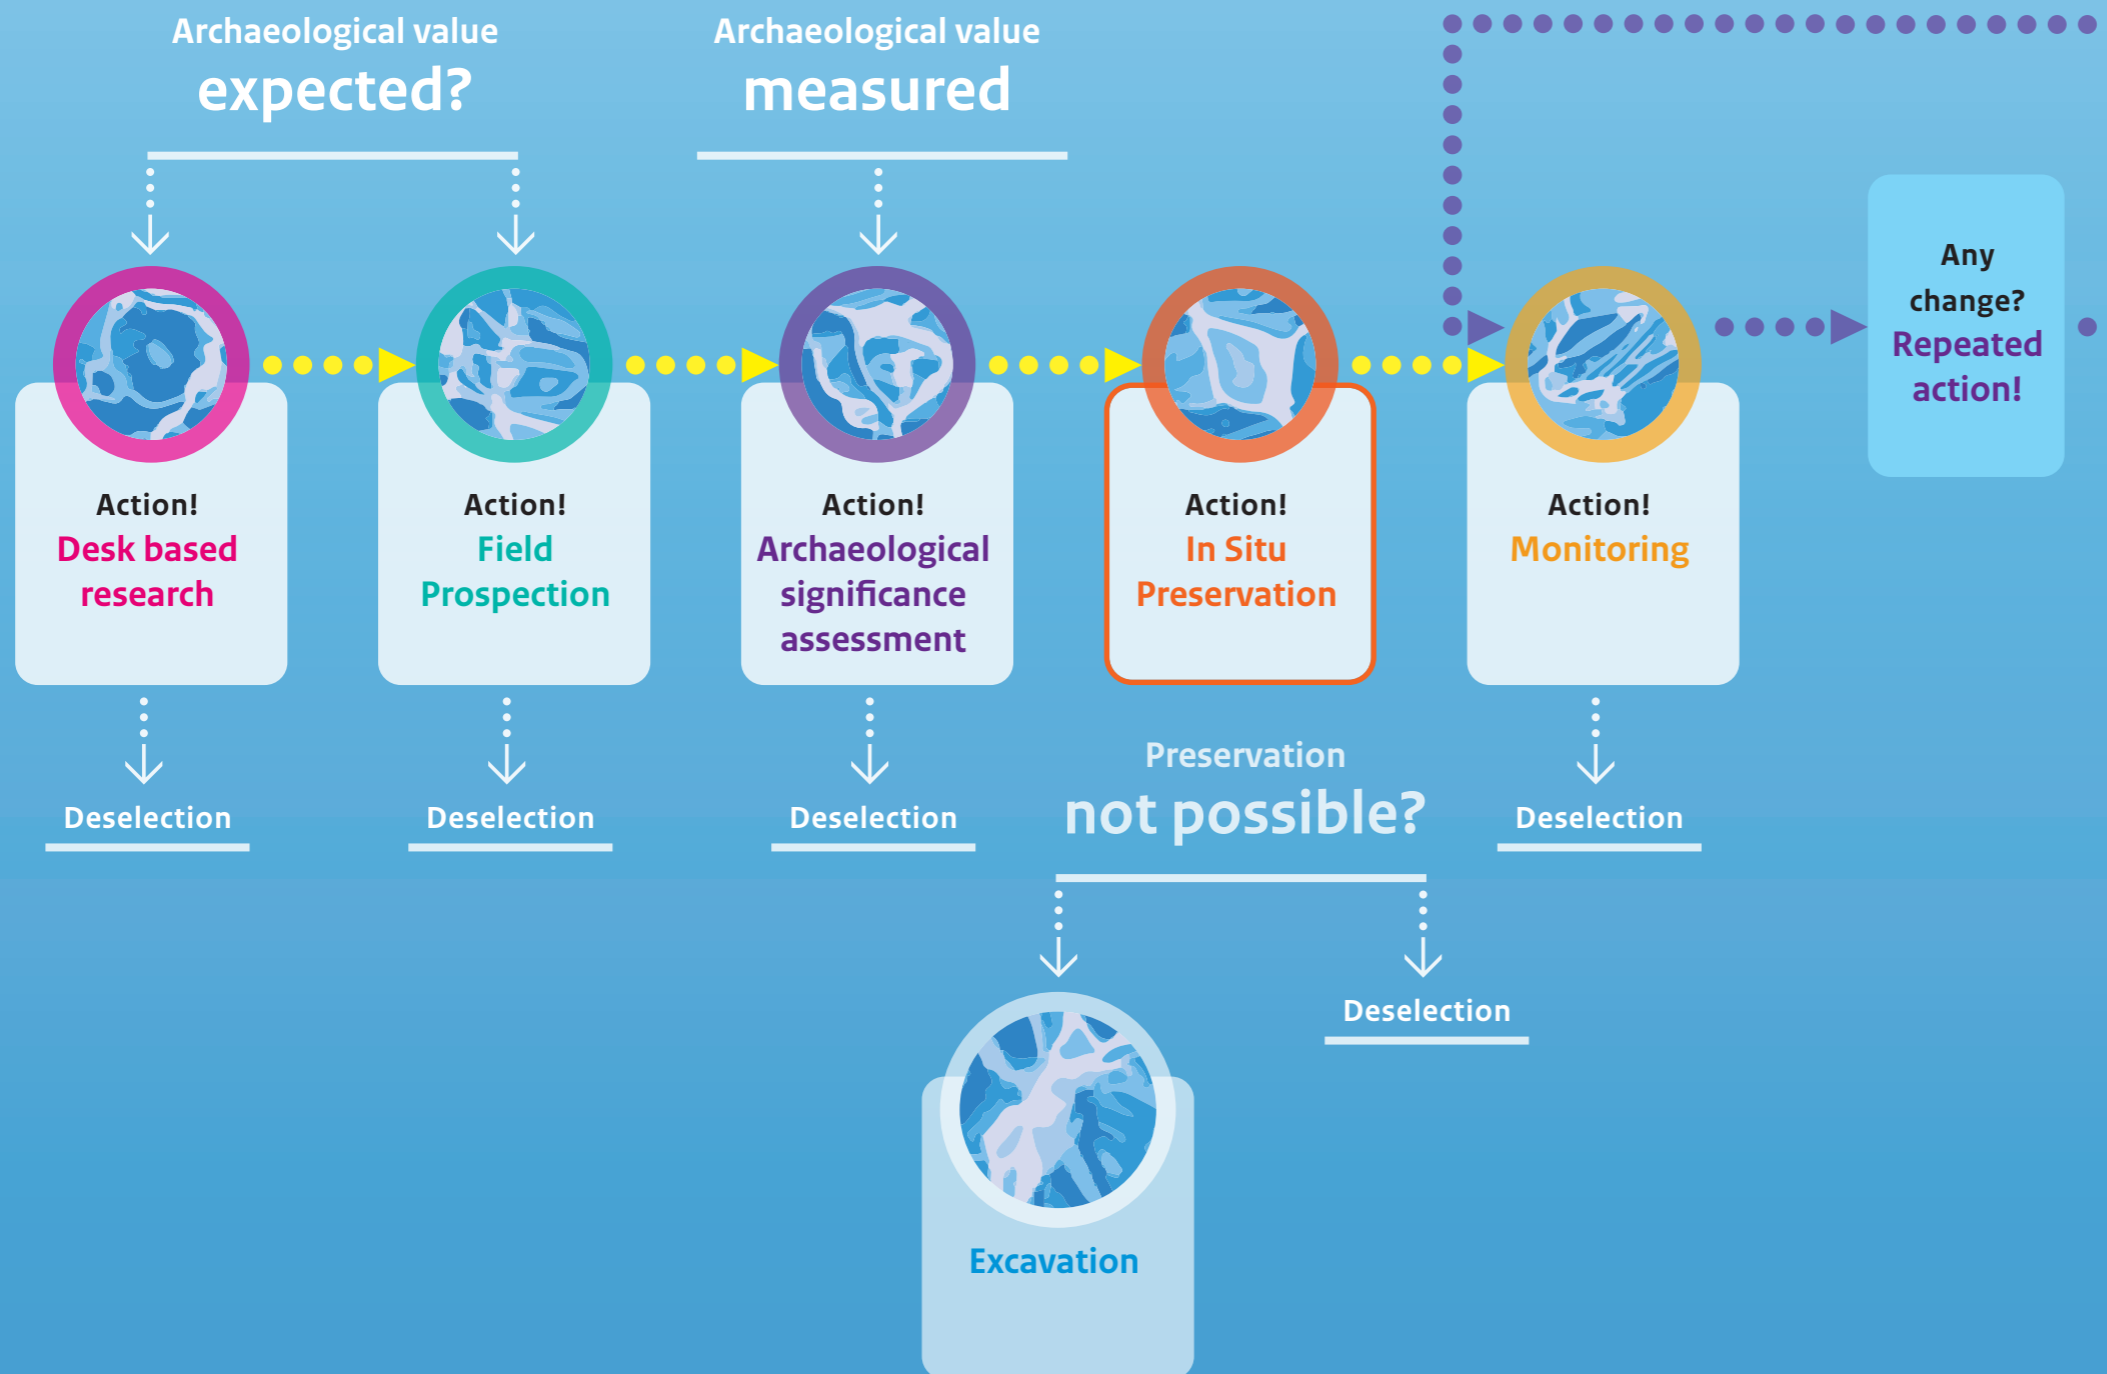 Archaeological value
expected?
Archaeological value
measured
Any
change?
Repeated
action!
Action!
Desk based
research
Action!
Field
Prospection
Action!
Archaeological
significance
assessment
Action!
In Situ
Preservation
Action!
Monitoring
Deselection
Deselection
Deselection
Preservation
not possible?
Deselection
Deselection
Excavation